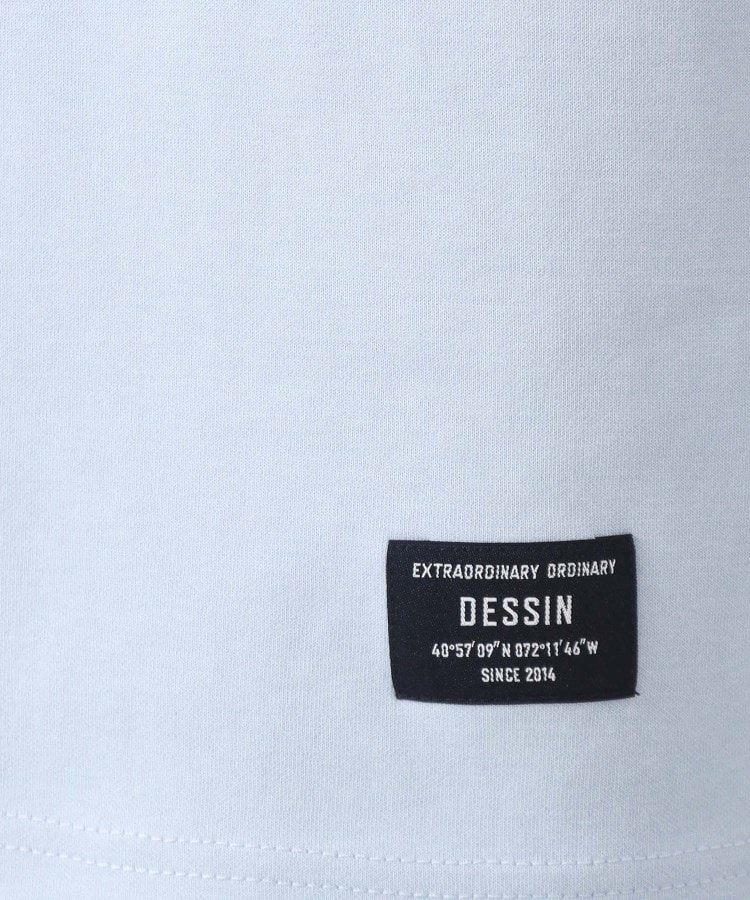 EXTRAORDINARY ORDINARY
DESSIN
40°57'09"N 072°11'46"W
SINCE 2014